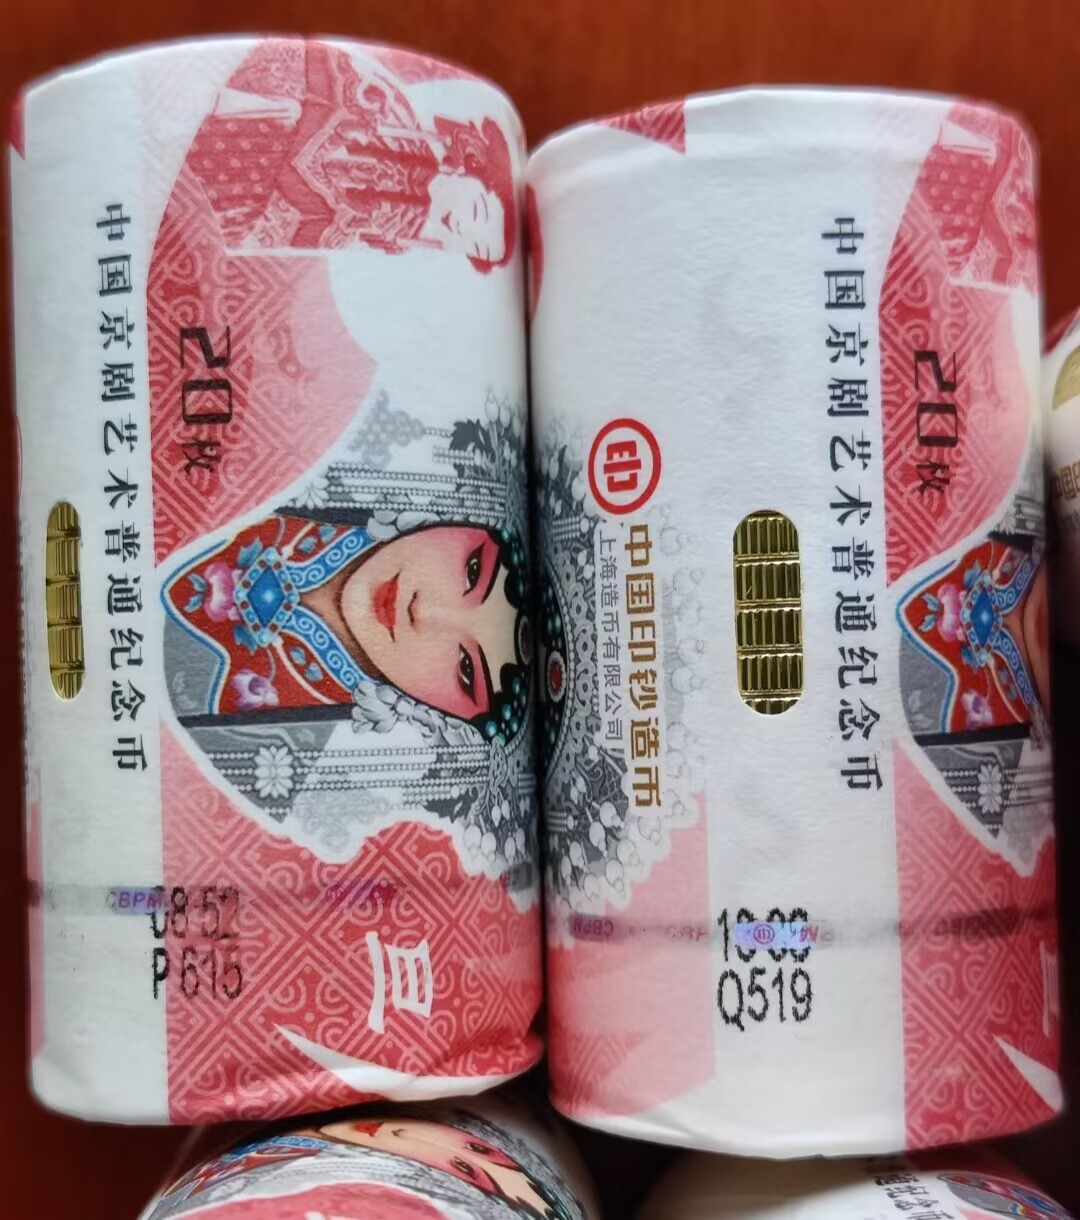 中国京剧艺术普通纪念币
20枚
CBPM
P615
旦
印
中国印钞造币
上海造币有限公司
中国京剧艺术普通纪念币
20枚
CBPM
Q519